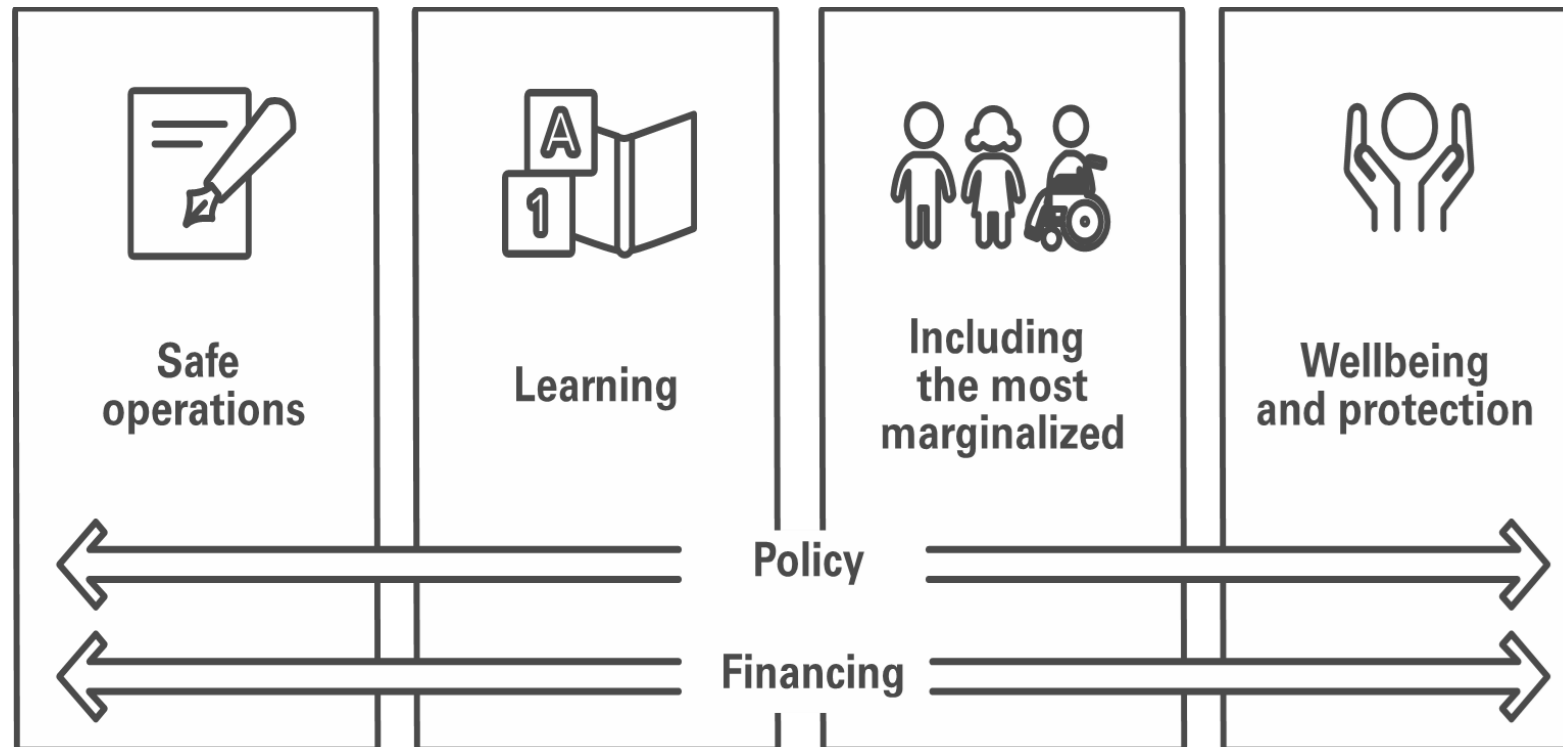 A
1
Safe
operations
Learning
Including
the most
marginalized
Wellbeing
and protection
Policy
Financing